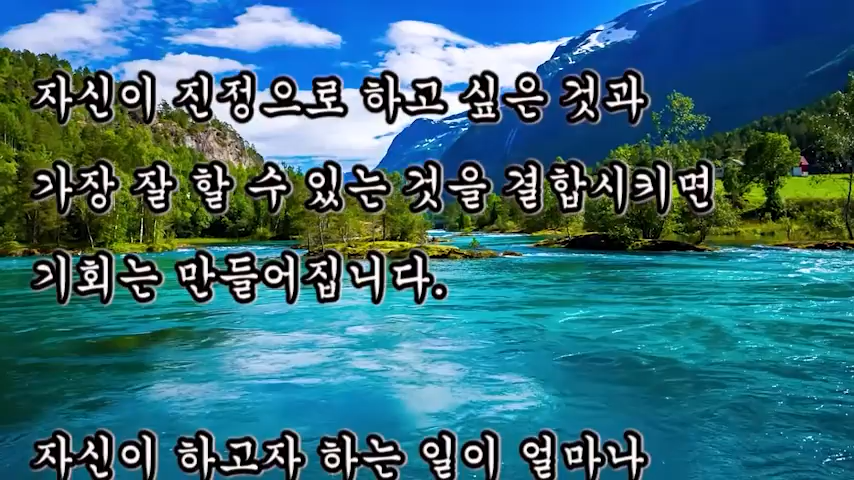 자신이 진정으로 하고 싶은 것과
가장 잘 할 수 있는 것을 결합시키면
기회는 만들어집니다.
자신이 하고자 하는 일이 얼마나